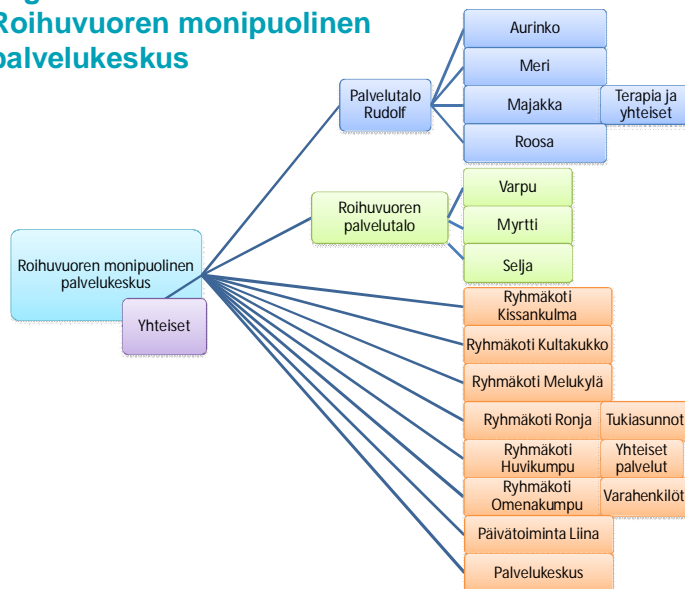 Roihuvuoren monipuolinen
palvelukeskus
Aurinko
Meri
Palvelutalo
Rudolf
Majakka
Terapia ja
yhteiset
Roosa
Varpu
Roihuvuoren
palvelutalo
Myrtti
Selja
Roihuvuoren monipuolinen
palvelukeskus
Yhteiset
Ryhmäkoti
Kissankulma
Ryhmäkoti Kultakukko
Ryhmäkoti Melukylä
Ryhmäkoti Ronja
Tukiasunnot
Ryhmäkoti
Huvikumpu
Yhteiset
palvelut
Ryhmäkoti
Omenakumpu
Varahenkilöt
Päivätoiminta Liina
Palvelukeskus